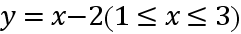 y = x−2(1 ≤ x ≤ 3)